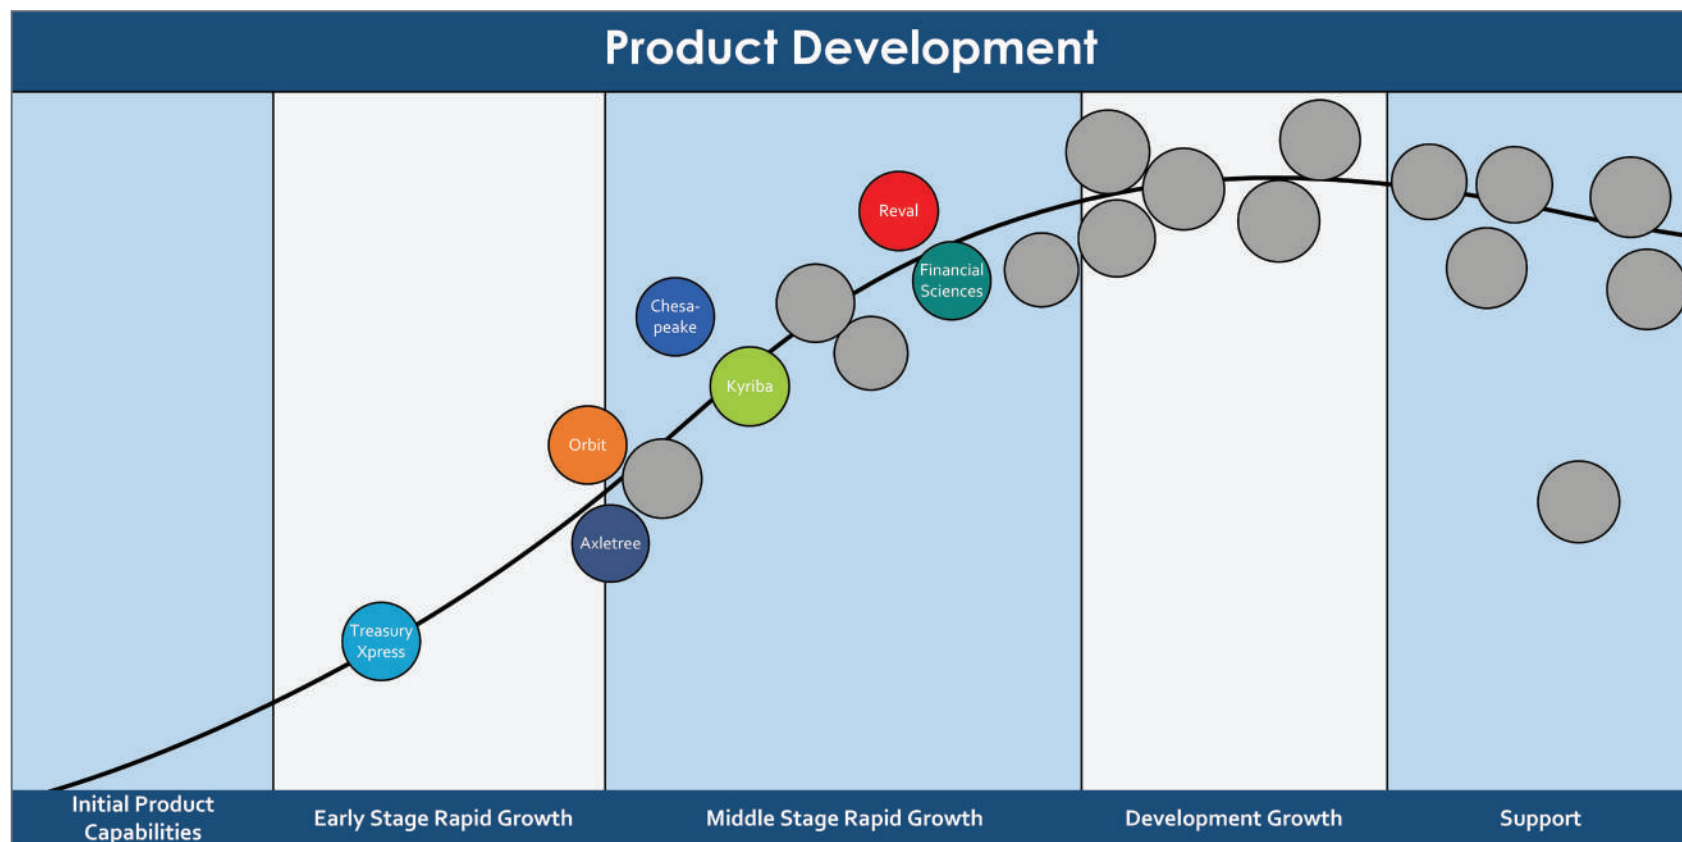 Product Development
Reval
Financial
Sciences
Chesa-
peake
Kyriba
Orbit
Axletree
Treasury
Xpress
Initial Product
Capabilities
Early Stage Rapid Growth
Middle Stage Rapid Growth
Development Growth
Support